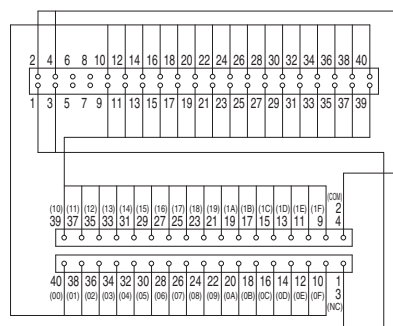 2 4 6 8 10 12 14 16 18 20 22 24 26 28 30 32 34 36 38 40
1 3 5 7 9 11 13 15 17 19 21 23 25 27 29 31 33 35 37 39
(10) (11) (12) (13) (14) (15) (16) (17) (18) (19) (1A) (1B) (1C) (1D) (1E) (1F) (COM)
39 37 35 33 31 29 27 25 23 21 19 17 15 13 11 9 2 4
40 38 36 34 32 30 28 26 24 22 20 18 16 14 12 10 1 3
(00) (01) (02) (03) (04) (05) (06) (07) (08) (09) (0A) (0B) (0C) (0D) (0E) (0F) (NC)